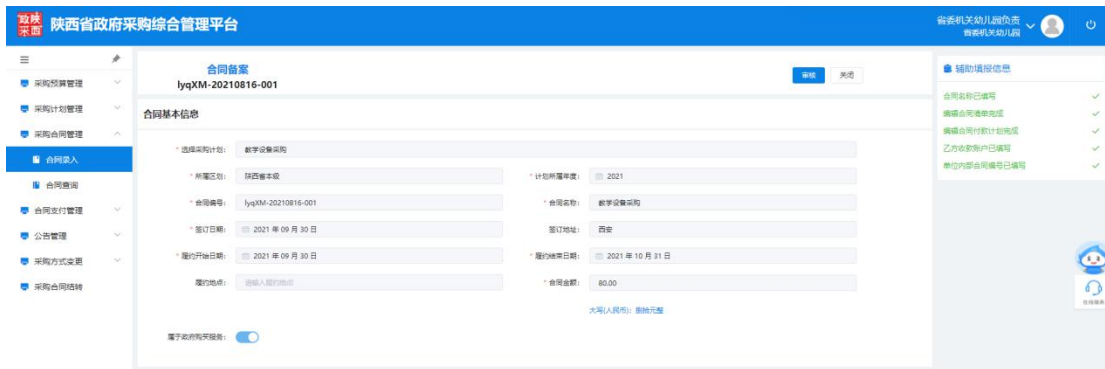 政陕
采西
陕西省政府采购综合管理平台
省委机关幼儿园负责
省委机关幼儿园
采购预算管理
采购计划管理
采购合同管理
合同录入
合同查询
合同支付管理
公告管理
采购方式变更
采购合同结转
合同备案
lyqXM-20210816-001
审核
关闭
合同基本信息
* 选择采购计划： 教学设备采购
* 所属区划： 陕西省本级
* 计划所属年度： 2021
* 合同编号： lyqXM-20210816-001
* 合同名称： 教学设备采购
* 签订日期： 2021 年 09 月 30 日
签订地址： 西安
* 履约开始日期： 2021 年 09 月 30 日
* 履约结束日期： 2021 年 10 月 31 日
履约地点： 请输入履约地点
* 合同金额： 80.00
大写(人民币)： 捌拾元整
属于政府购买服务：
辅助填报信息
合同名称已填写
编辑合同清单完成
编辑合同付款计划完成
乙方收款账户已填写
单位内部合同编号已填写
在线服务